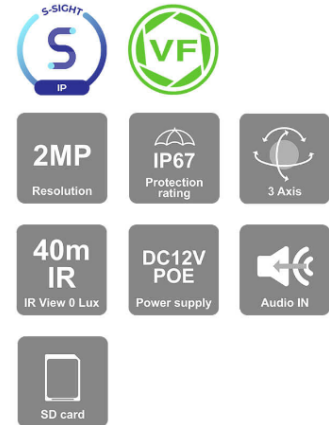 S-SIGHT
S
IP
VF
2MP
Resolution
IP67
Protection
rating
3 Axis
40m
IR
IR View 0 Lux
DC12V
POE
Power supply
Audio IN
SD card